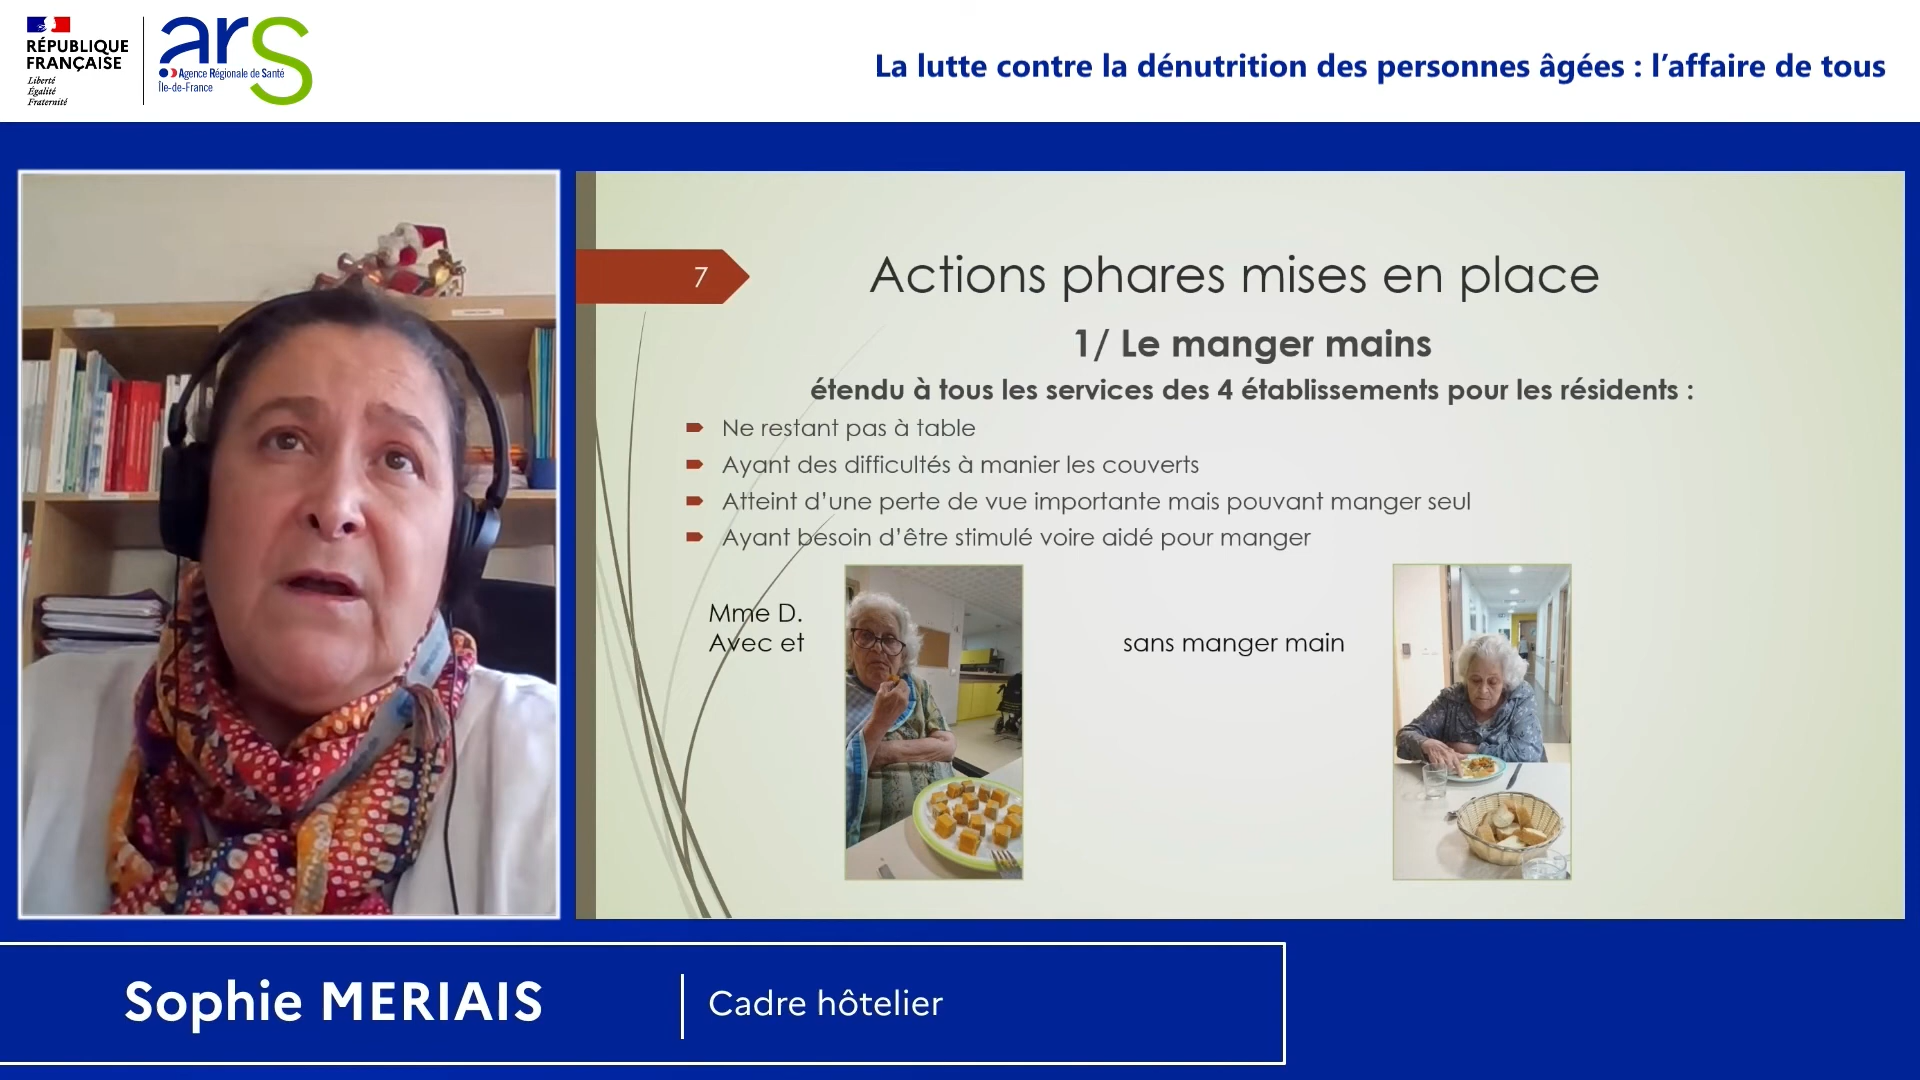 RÉPUBLIQUE
FRANÇAISE
Liberté
Égalité
Fraternité
ars
Agence Régionale de Santé
Île-de-France
La lutte contre la dénutrition des personnes âgées : l’affaire de tous
7
Actions phares mises en place
1/ Le manger mains
étendu à tous les services des 4 établissements pour les résidents :
Ne restant pas à table
Ayant des difficultés à manier les couverts
Atteint d’une perte de vue importante mais pouvant manger seul
Ayant besoin d’être stimulé voire aidé pour manger
Mme D.
Avec et
sans manger main
Sophie MERIAIS
Cadre hôtelier